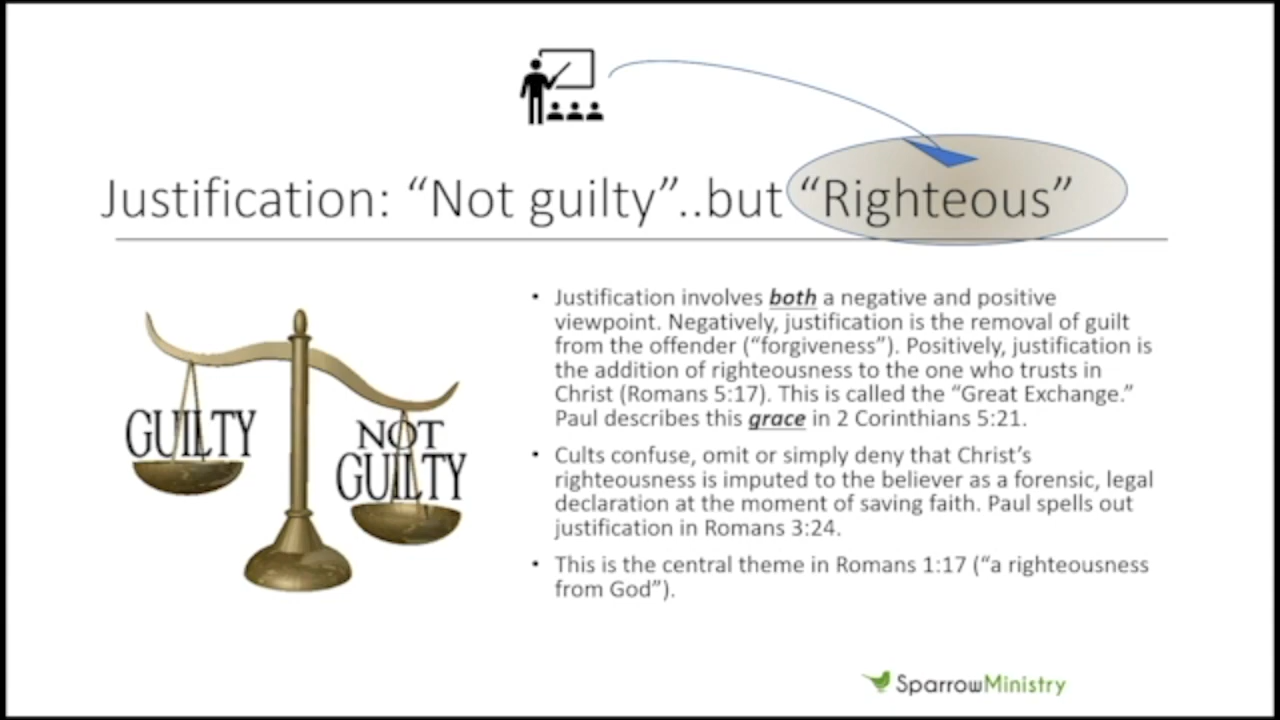 Justification: “Not guilty”..but “Righteous”
GUILTY
NOT
GUILTY
• Justification involves both a negative and positive
viewpoint. Negatively, justification is the removal of guilt
from the offender (“forgiveness”). Positively, justification is
the addition of righteousness to the one who trusts in
Christ (Romans 5:17). This is called the “Great Exchange.”
Paul describes this grace in 2 Corinthians 5:21.
• Cults confuse, omit or simply deny that Christ’s
righteousness is imputed to the believer as a forensic, legal
declaration at the moment of saving faith. Paul spells out
justification in Romans 3:24.
• This is the central theme in Romans 1:17 (“a righteousness
from God”).
SparrowMinistry